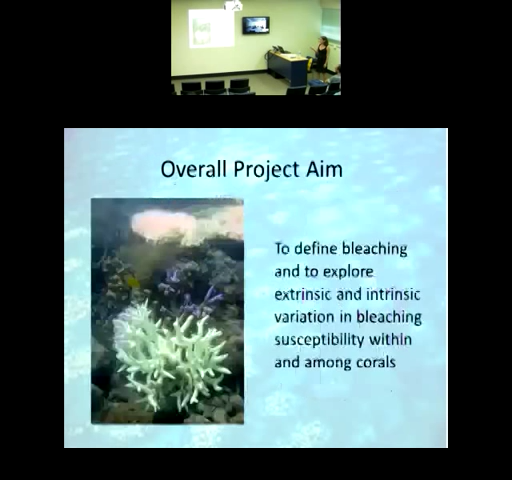 Overall Project Aim
To define bleaching
and to explore
extrinsic and intrinsic
variation in bleaching
susceptibility within
and among corals